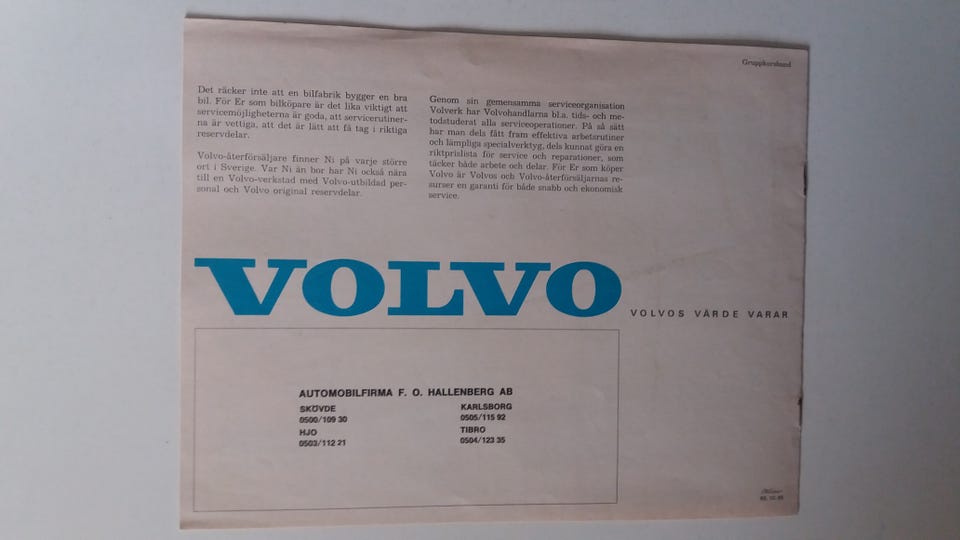 Gruppkorsband
Det räcker inte att en bilfabrik bygger en bra
bil. För Er som bilköpare är det lika viktigt att
servicemöjligheterna är goda, att servicerutiner-
na är vettiga, att det är lätt att få tag i riktiga
reservdelar.
Volvo-återförsäljare finner Ni på varje större
ort i Sverige. Var Ni än bor har Ni också nära
till en Volvo-verkstad med Volvo-utbildad per-
sonal och Volvo original reservdelar.
Genom sin gemensamma serviceorganisation
Volverk har Volvohandlarna bl.a. tids- och me-
todstuderat alla serviceoperationer. På så sätt
har man dels fått fram effektiva arbetsrutiner
och lämpliga specialverktyg, dels kunnat göra en
riktprislista för service och reparationer, som
täcker både arbete och delar. För Er som köper
Volvo är Volvos och Volvo-återförsäljarnas re-
surser en garanti för både snabb och ekonomisk
service.
VOLVO
VOLVOS VÄRDE VARAR
AUTOMOBILFIRMA F. O. HALLENBERG AB
SKÖVDE
0500/109 30
HJO
0503/112 21
KARLSBORG
0505/115 92
TIBRO
0504/123 35